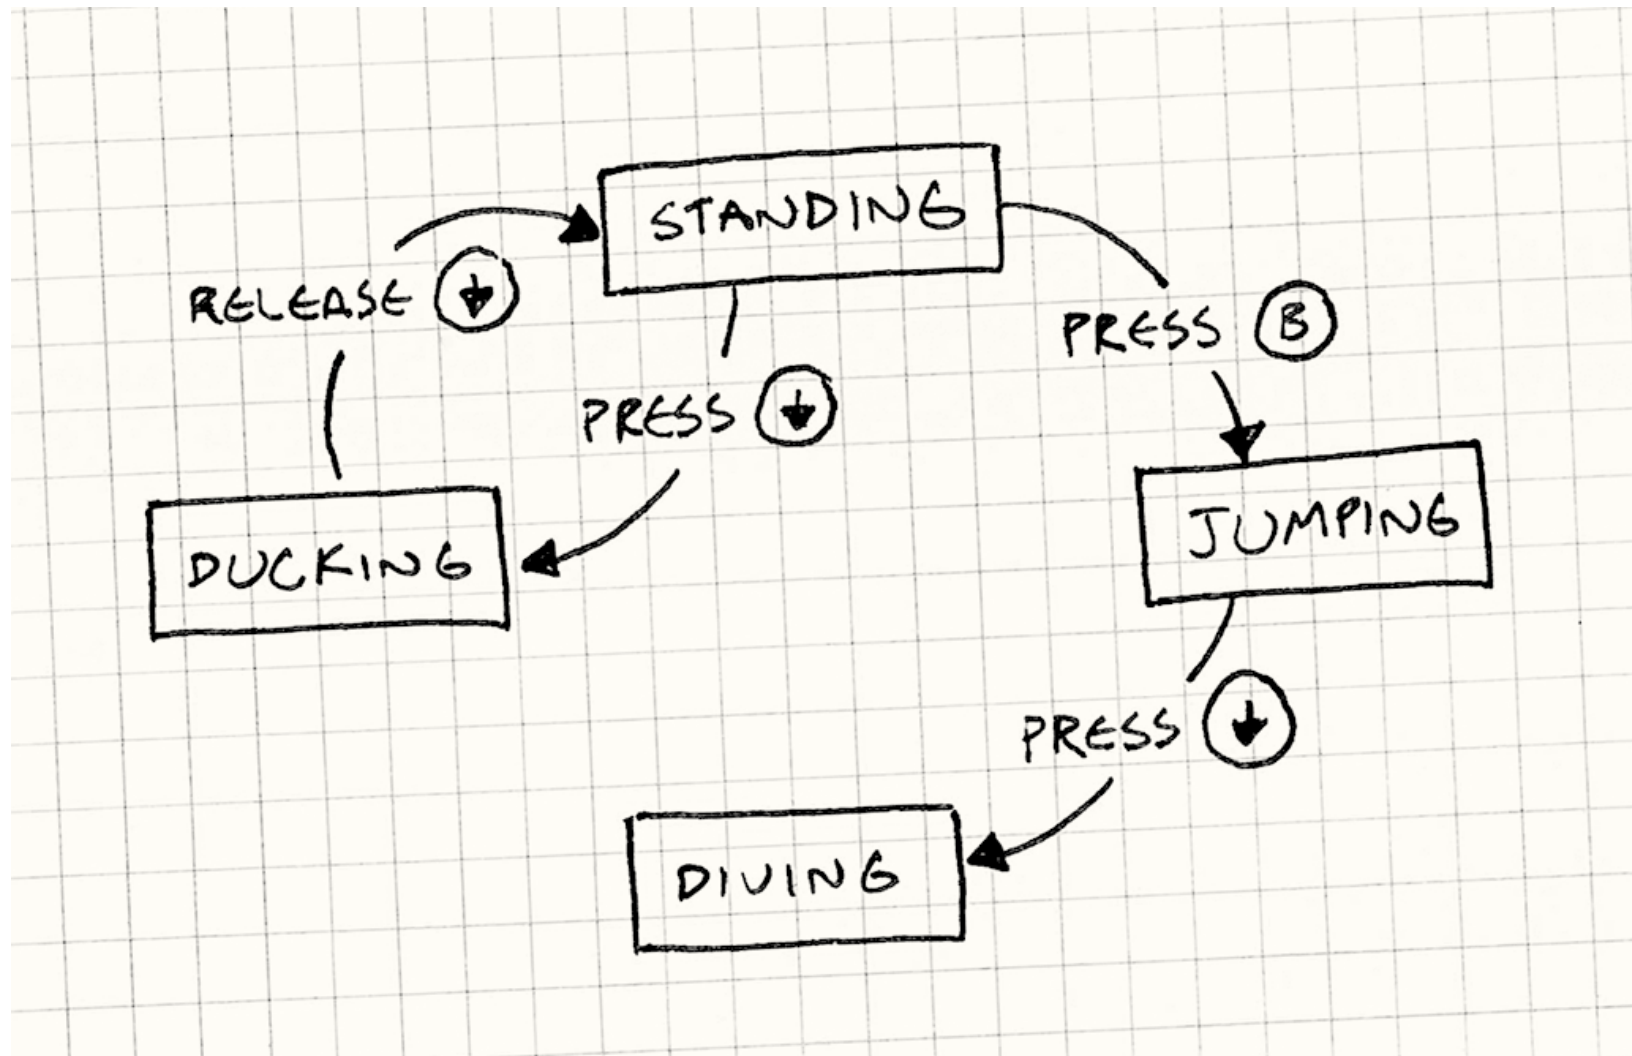 STANDING
RELEASE ↓
PRESS B
PRESS ↓
DUCKING
JUMPING
PRESS ↓
DIVING